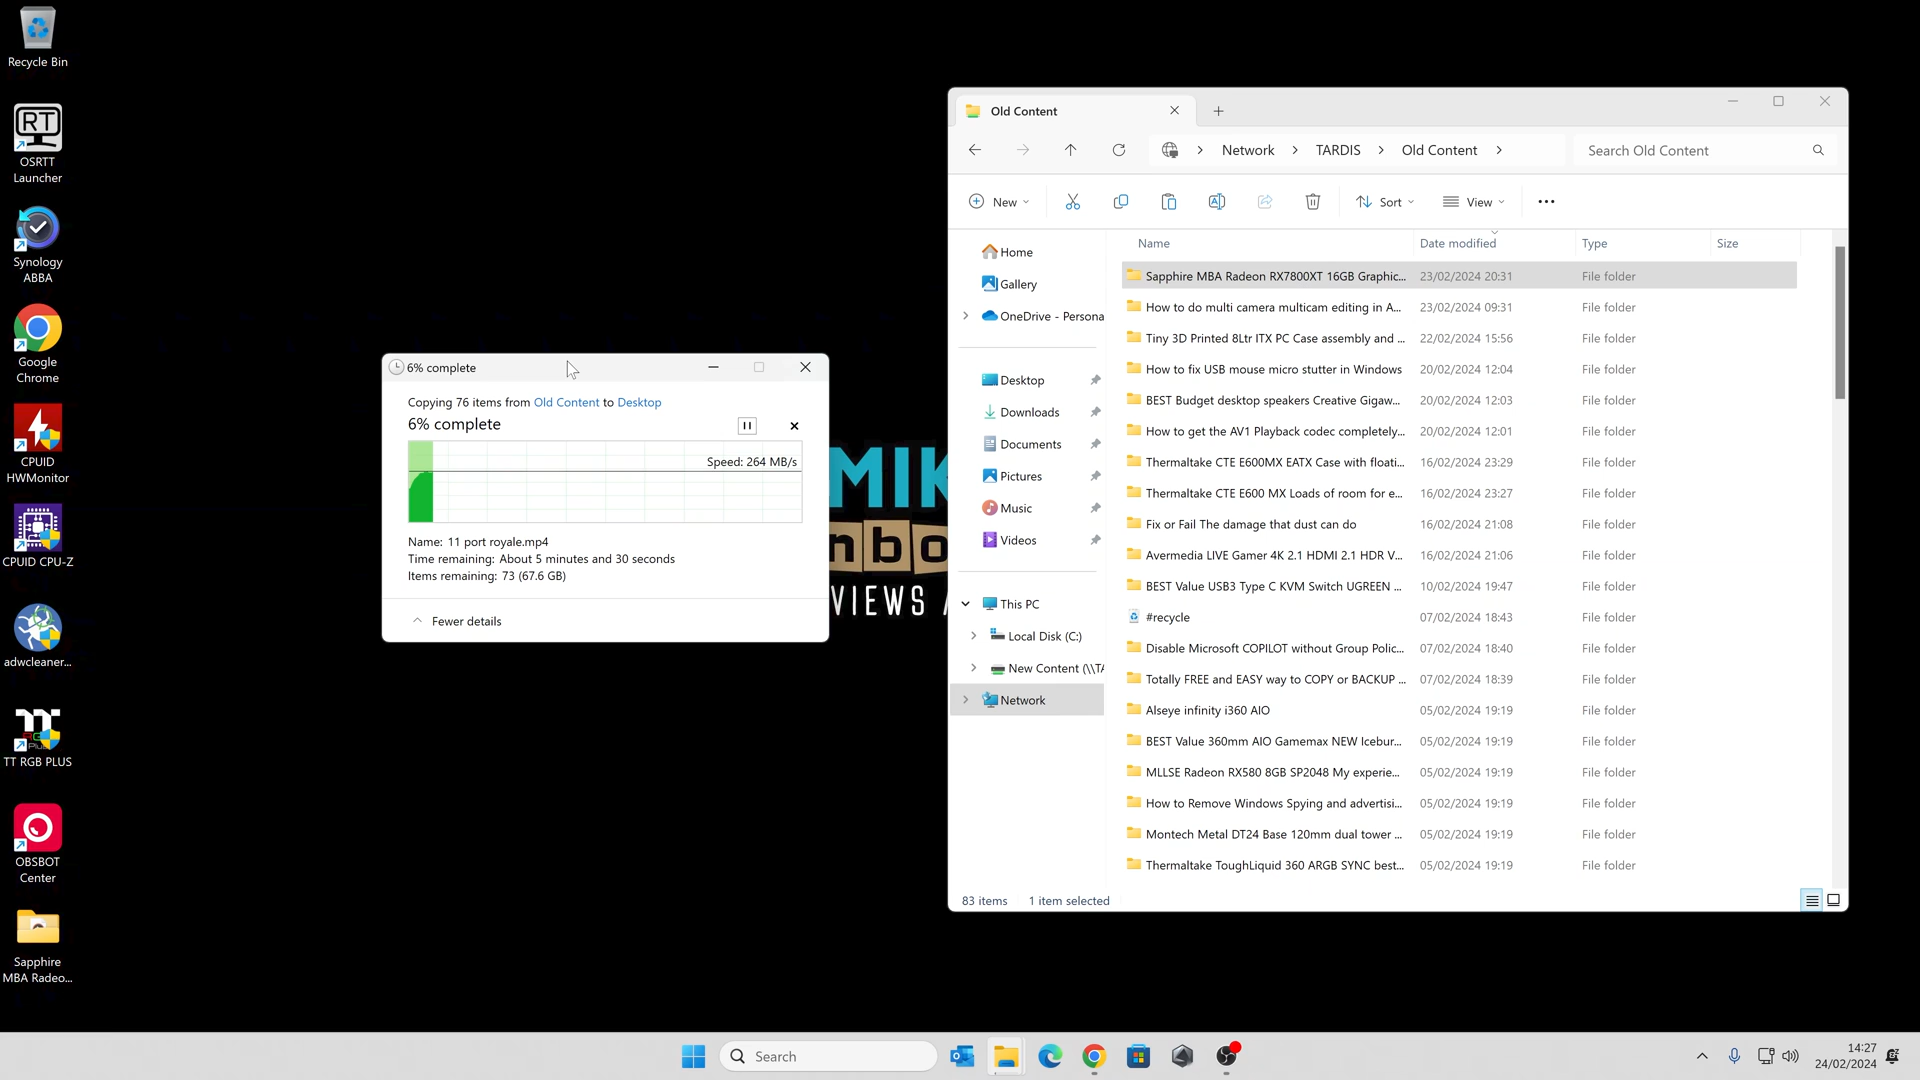 Recycle Bin
RT
OSRTT
Launcher
Synology
ABBA
Google
Chrome
CPUID
HWMonitor
CPUID CPU-Z
adwcleaner...
TT RGB PLUS
OBSBOT
Center
Sapphire
MBA Radeo...
6% complete
Copying 76 items from Old Content to Desktop
6% complete
Speed: 264 MB/s
Name: 11 port royale.mp4
Time remaining: About 5 minutes and 30 seconds
Items remaining: 73 (67.6 GB)
Fewer details
MIK
nbo
VIEWS
Old Content
Network > TARDIS > Old Content >
Search Old Content
New
Sort
View
Home
Gallery
OneDrive - Persona
Desktop
Downloads
Documents
Pictures
Music
Videos
This PC
Local Disk (C:)
New Content (\\TA
Network
Name Date modified Type Size
Sapphire MBA Radeon RX7800XT 16GB Graphic... 23/02/2024 20:31 File folder
How to do multi camera multicam editing in A... 23/02/2024 09:31 File folder
Tiny 3D Printed 8Ltr ITX PC Case assembly and ... 22/02/2024 15:56 File folder
How to fix USB mouse micro stutter in Windows 20/02/2024 12:04 File folder
BEST Budget desktop speakers Creative Gigaw... 20/02/2024 12:03 File folder
How to get the AV1 Playback codec completely... 20/02/2024 12:01 File folder
Thermaltake CTE E600MX EATX Case with floati... 16/02/2024 23:29 File folder
Thermaltake CTE E600 MX Loads of room for e... 16/02/2024 23:27 File folder
Fix or Fail The damage that dust can do 16/02/2024 21:08 File folder
Avermedia LIVE Gamer 4K 2.1 HDMI 2.1 HDR V... 16/02/2024 21:06 File folder
BEST Value USB3 Type C KVM Switch UGREEN ... 10/02/2024 19:47 File folder
#recycle 07/02/2024 18:43 File folder
Disable Microsoft COPILOT without Group Polic... 07/02/2024 18:40 File folder
Totally FREE and EASY way to COPY or BACKUP ... 07/02/2024 18:39 File folder
Alseye infinity i360 AIO 05/02/2024 19:19 File folder
BEST Value 360mm AIO Gamemax NEW Icebur... 05/02/2024 19:19 File folder
MLLSE Radeon RX580 8GB SP2048 My experie... 05/02/2024 19:19 File folder
How to Remove Windows Spying and advertisi... 05/02/2024 19:19 File folder
Montech Metal DT24 Base 120mm dual tower ... 05/02/2024 19:19 File folder
Thermaltake ToughLiquid 360 ARGB SYNC best... 05/02/2024 19:19 File folder
83 items 1 item selected
Search
14:27
24/02/2024